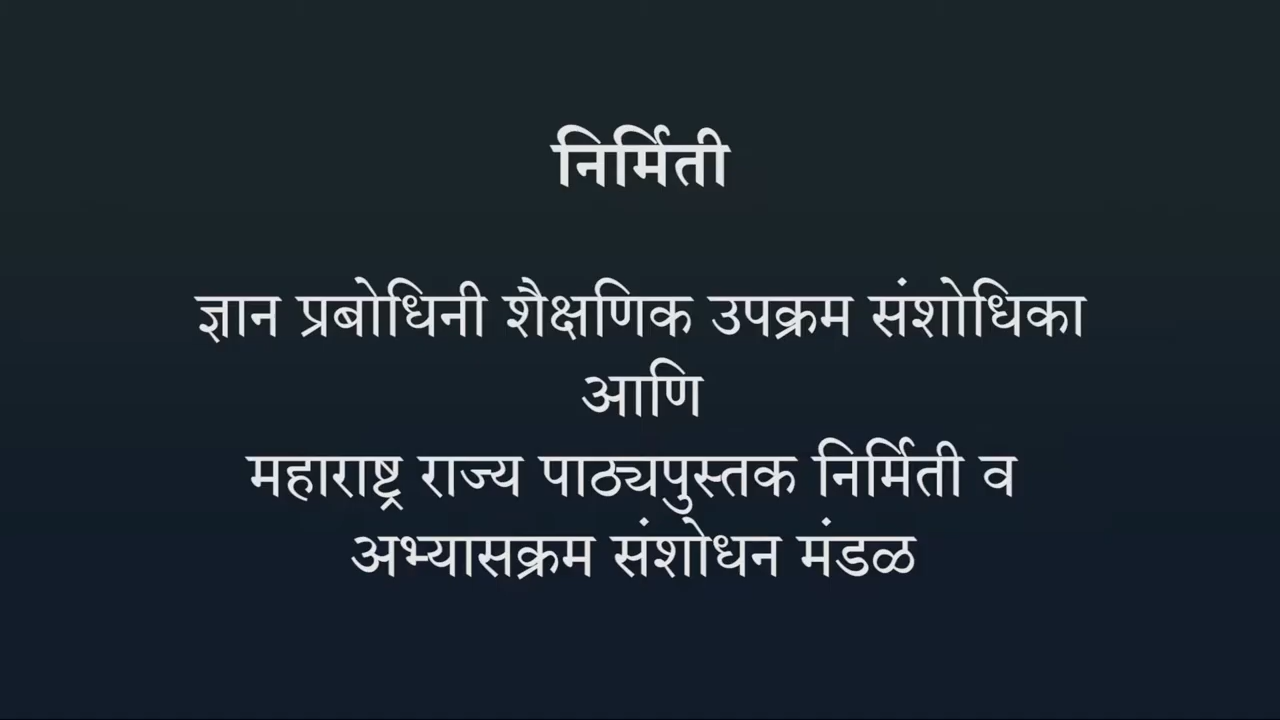 निर्मिती
ज्ञान प्रबोधिनी शैक्षणिक उपक्रम संशोधिका
आणि
महाराष्ट्र राज्य पाठ्यपुस्तक निर्मिती व
अभ्यासक्रम संशोधन मंडळ